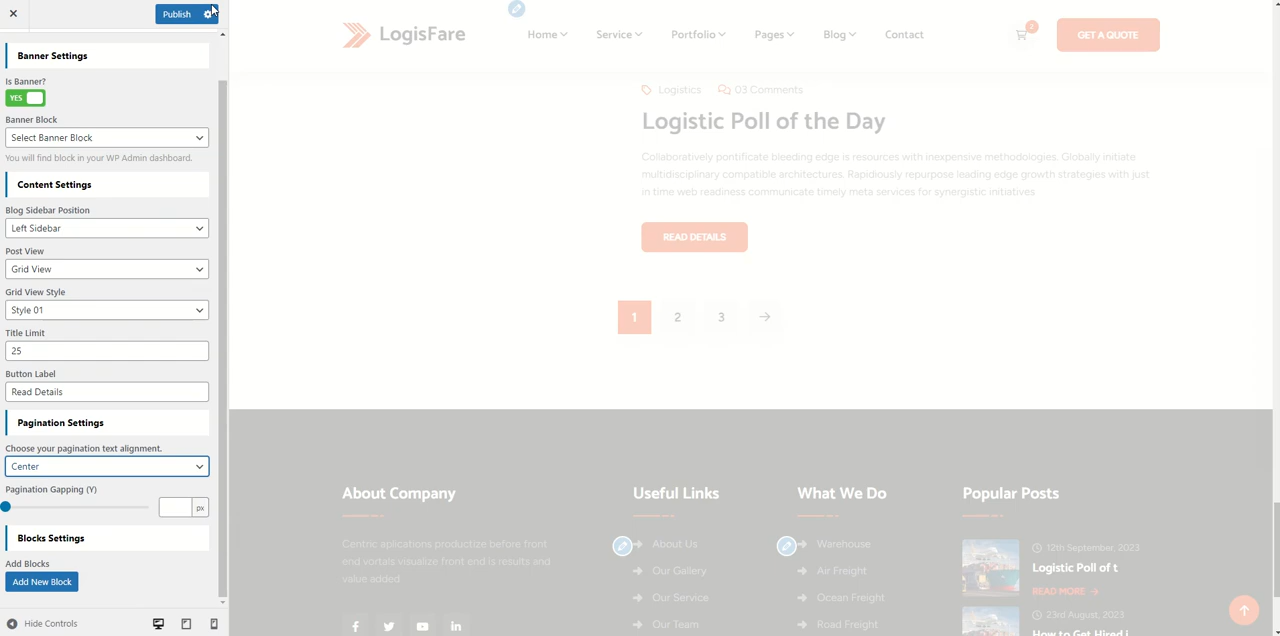 Publish
Banner Settings
Is Banner?
YES
Banner Block
Select Banner Block
You will find block in your WP Admin dashboard.
Content Settings
Blog Sidebar Position
Left Sidebar
Post View
Grid View
Grid View Style
Style 01
Title Limit
25
Button Label
Read Details
Pagination Settings
Choose your pagination text alignment.
Center
Pagination Gapping (Y)
px
Blocks Settings
Add Blocks
Add New Block
Hide Controls
LogisFare
Home Service Portfolio Pages Blog Contact
2
GET A QUOTE
Logistics 03 Comments
Logistic Poll of the Day
Collaboratively pontificate bleeding edge is resources with inexpensive methodologies. Globally initiate
multidisciplinary compatible architectures. Rapidiously repurpose leading edge growth strategies with just
in time web readiness communicate timely meta services for synergistic initiatives
READ DETAILS
1 2 3
About Company
Centric aplications productize before front
end vortals visualize front end is results and
value added
Useful Links
About Us
Our Gallery
Our Service
Our Team
What We Do
Warehouse
Air Freight
Ocean Freight
Road Freight
Popular Posts
12th September, 2023
Logistic Poll of t
READ MORE
23rd August, 2023
How to Get Hired i